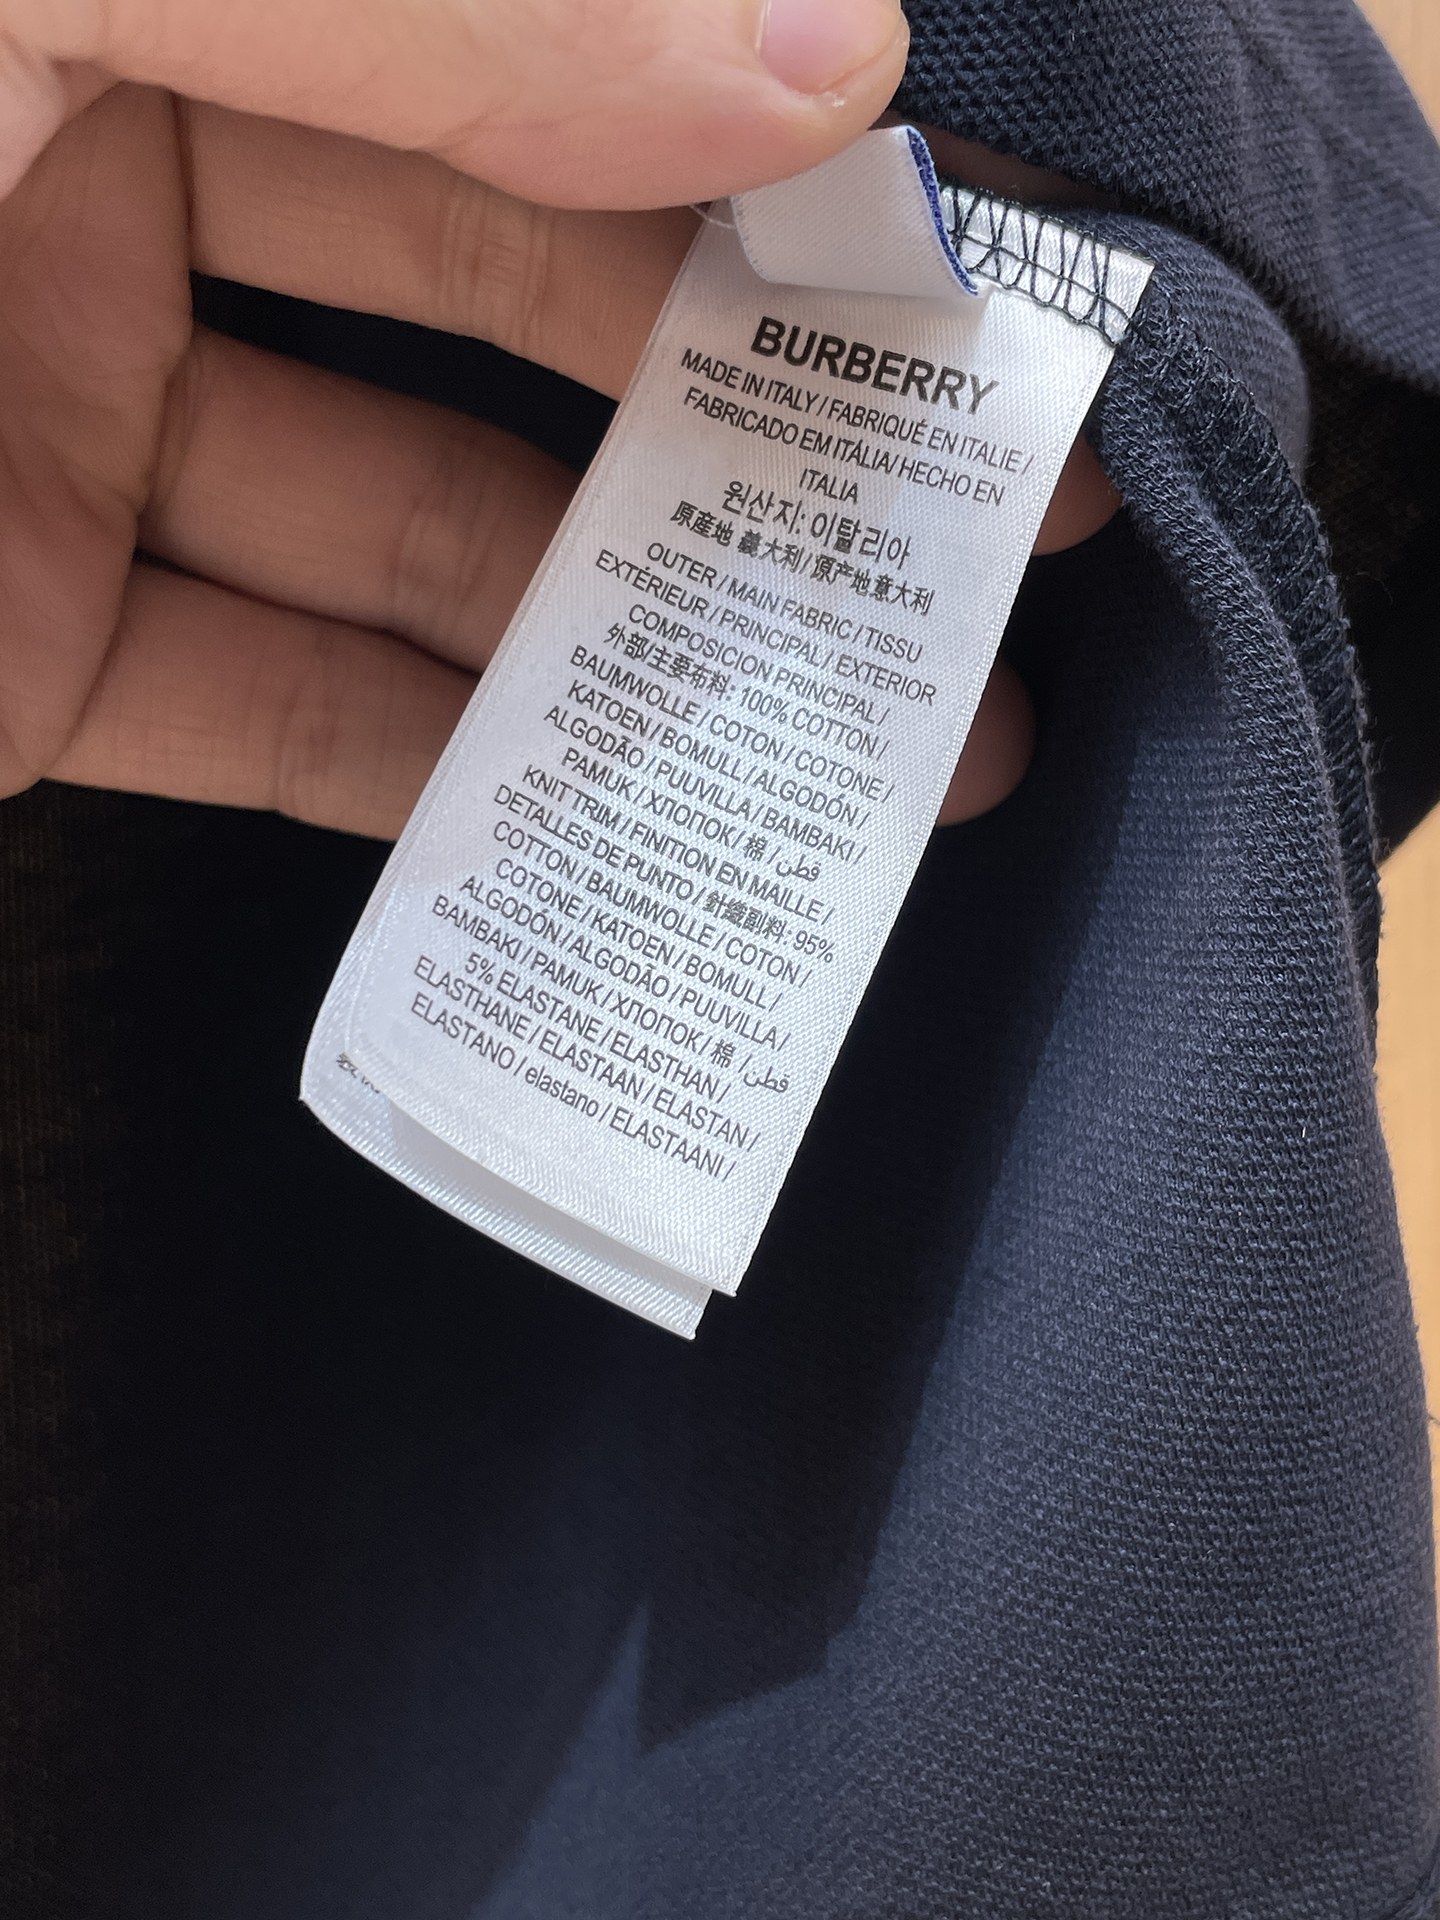 BURBERRY
MADE IN ITALY / FABRIQUÉ EN ITALIE /
FABRICADO EM ITÁLIA/ HECHO EN
ITALIA
원산지: 이탈리아
原產地 義大利/ 原产地意大利
OUTER / MAIN FABRIC / TISSU
EXTÉRIEUR / PRINCIPAL / EXTERIOR
COMPOSICION PRINCIPAL /
外部/主要布料: 100% COTTON /
BAUMWOLLE / COTON / COTONE /
KATOEN / BOMULL / ALGODÓN /
ALGODÃO / PUUVILLA / BAMBAKI /
PAMUK / ХЛОПОК / 棉 / قطن
KNIT TRIM / FINITION EN MAILLE /
DETALLES DE PUNTO / 針織副料: 95%
COTTON / BAUMWOLLE / COTON /
COTONE / KATOEN / BOMULL /
ALGODÓN / ALGODÃO / PUUVILLA /
BAMBAKI / PAMUK / ХЛОПОК / 棉 / قطن
5% ELASTANE / ELASTHAN /
ELASTHANE / ELASTAAN / ELASTAN /
ELASTANO / elastano / ELASTAANI /